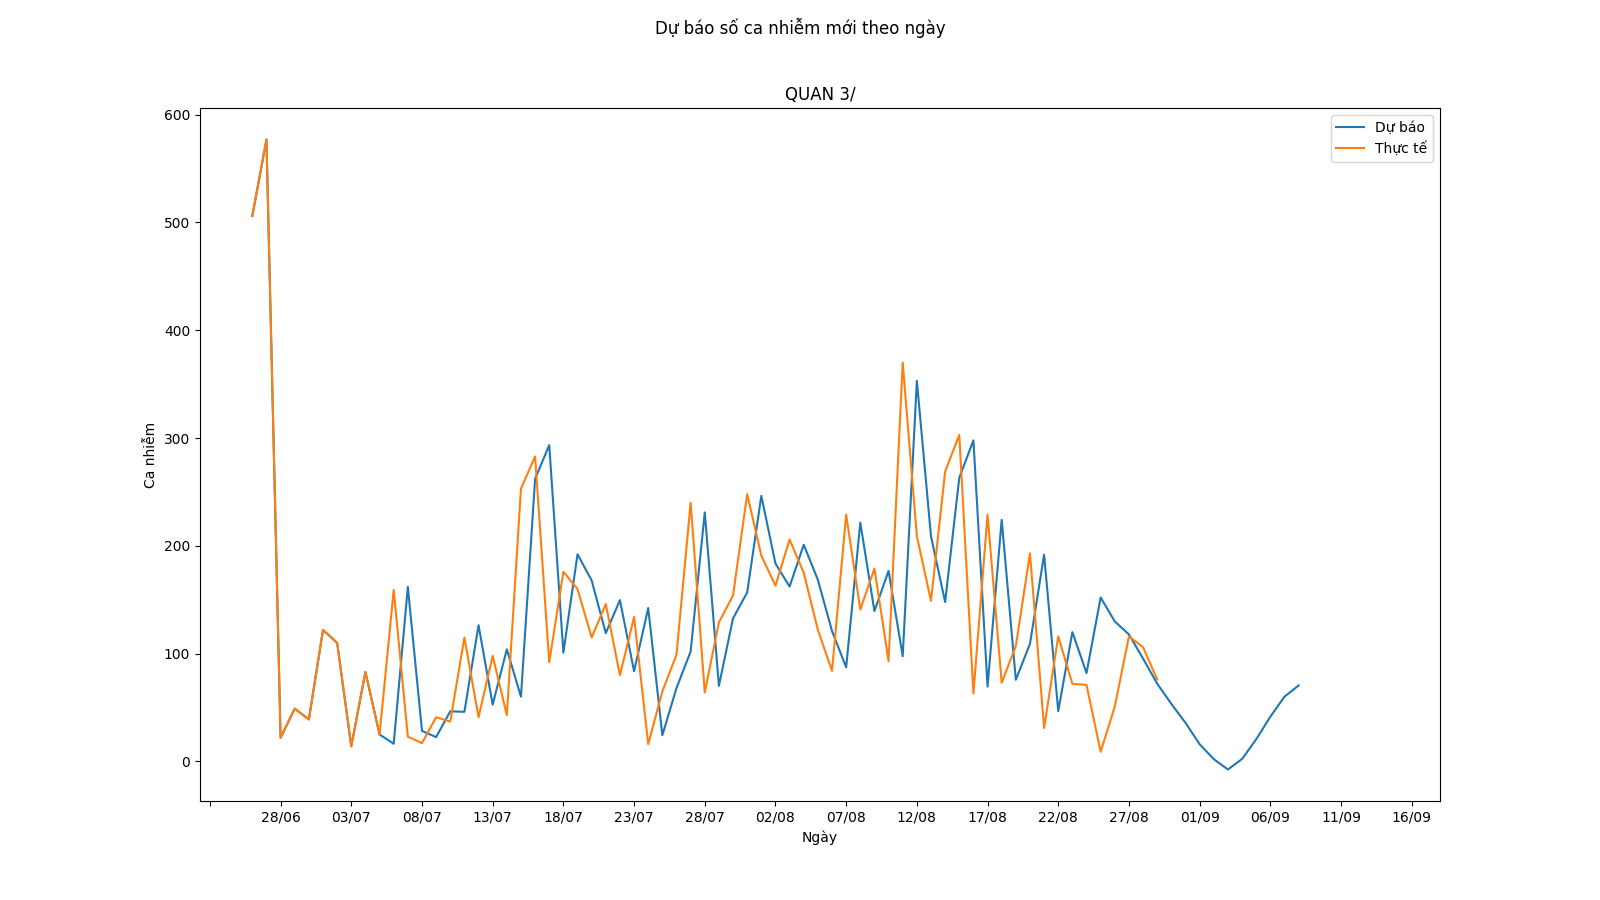 Dự báo số ca nhiễm mới theo ngày
QUAN 3/
600
500
400
300
200
100
0
Ca nhiễm
Dự báo
Thực tế
28/06 03/07 08/07 13/07 18/07 23/07 28/07 02/08 07/08 12/08 17/08 22/08 27/08 01/09 06/09 11/09 16/09
Ngày